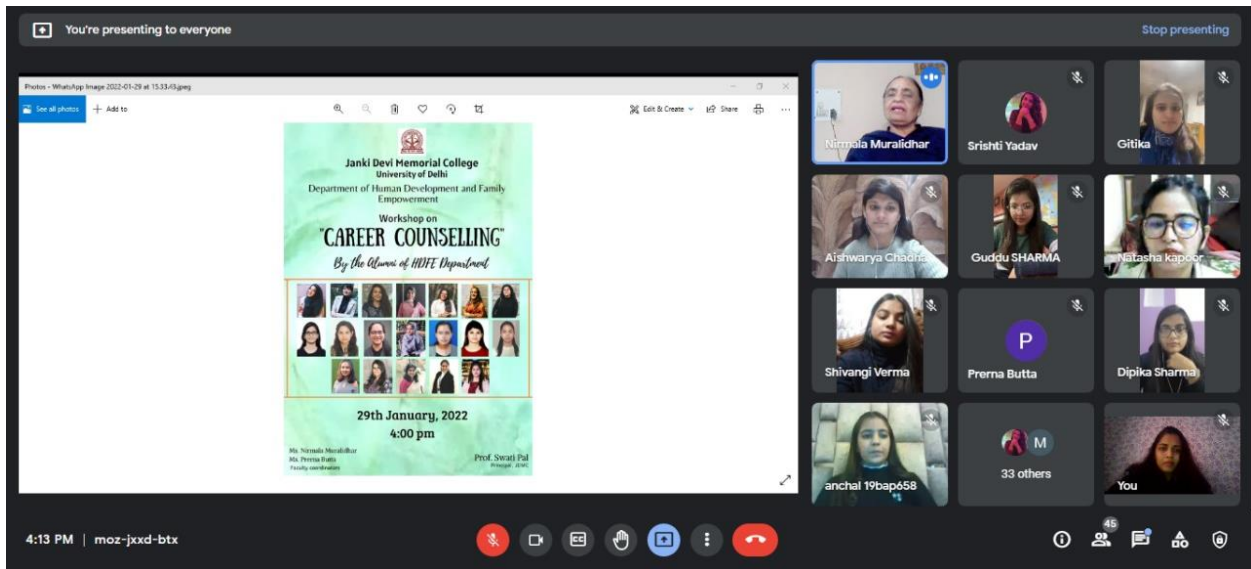 You're presenting to everyone
Stop presenting
Photos - WhatsApp Image 2022-01-29 at 15.33.45.jpeg
See all photos
Add to
Edit & Create
Share
Janki Devi Memorial College
University of Delhi
Department of Human Development and Family
Empowerment
Workshop on
"CAREER COUNSELLING"
By the Alumni of HDFE Department
29th January, 2022
4:00 pm
Ms. Nirmala Muralidhar
Ms. Prerna Butta
Faculty coordinators
Prof. Swati Pal
Principal, JDMC
Nirmala Muralidhar
Srishti Yadav
Gitika
Aishwarya Chadha
Guddu SHARMA
Natasha kapoor
Shivangi Verma
P
Prerna Butta
Dipika Sharma
anchal 19bap658
M
33 others
You
4:13 PM | moz-jxxd-btx
CC
45